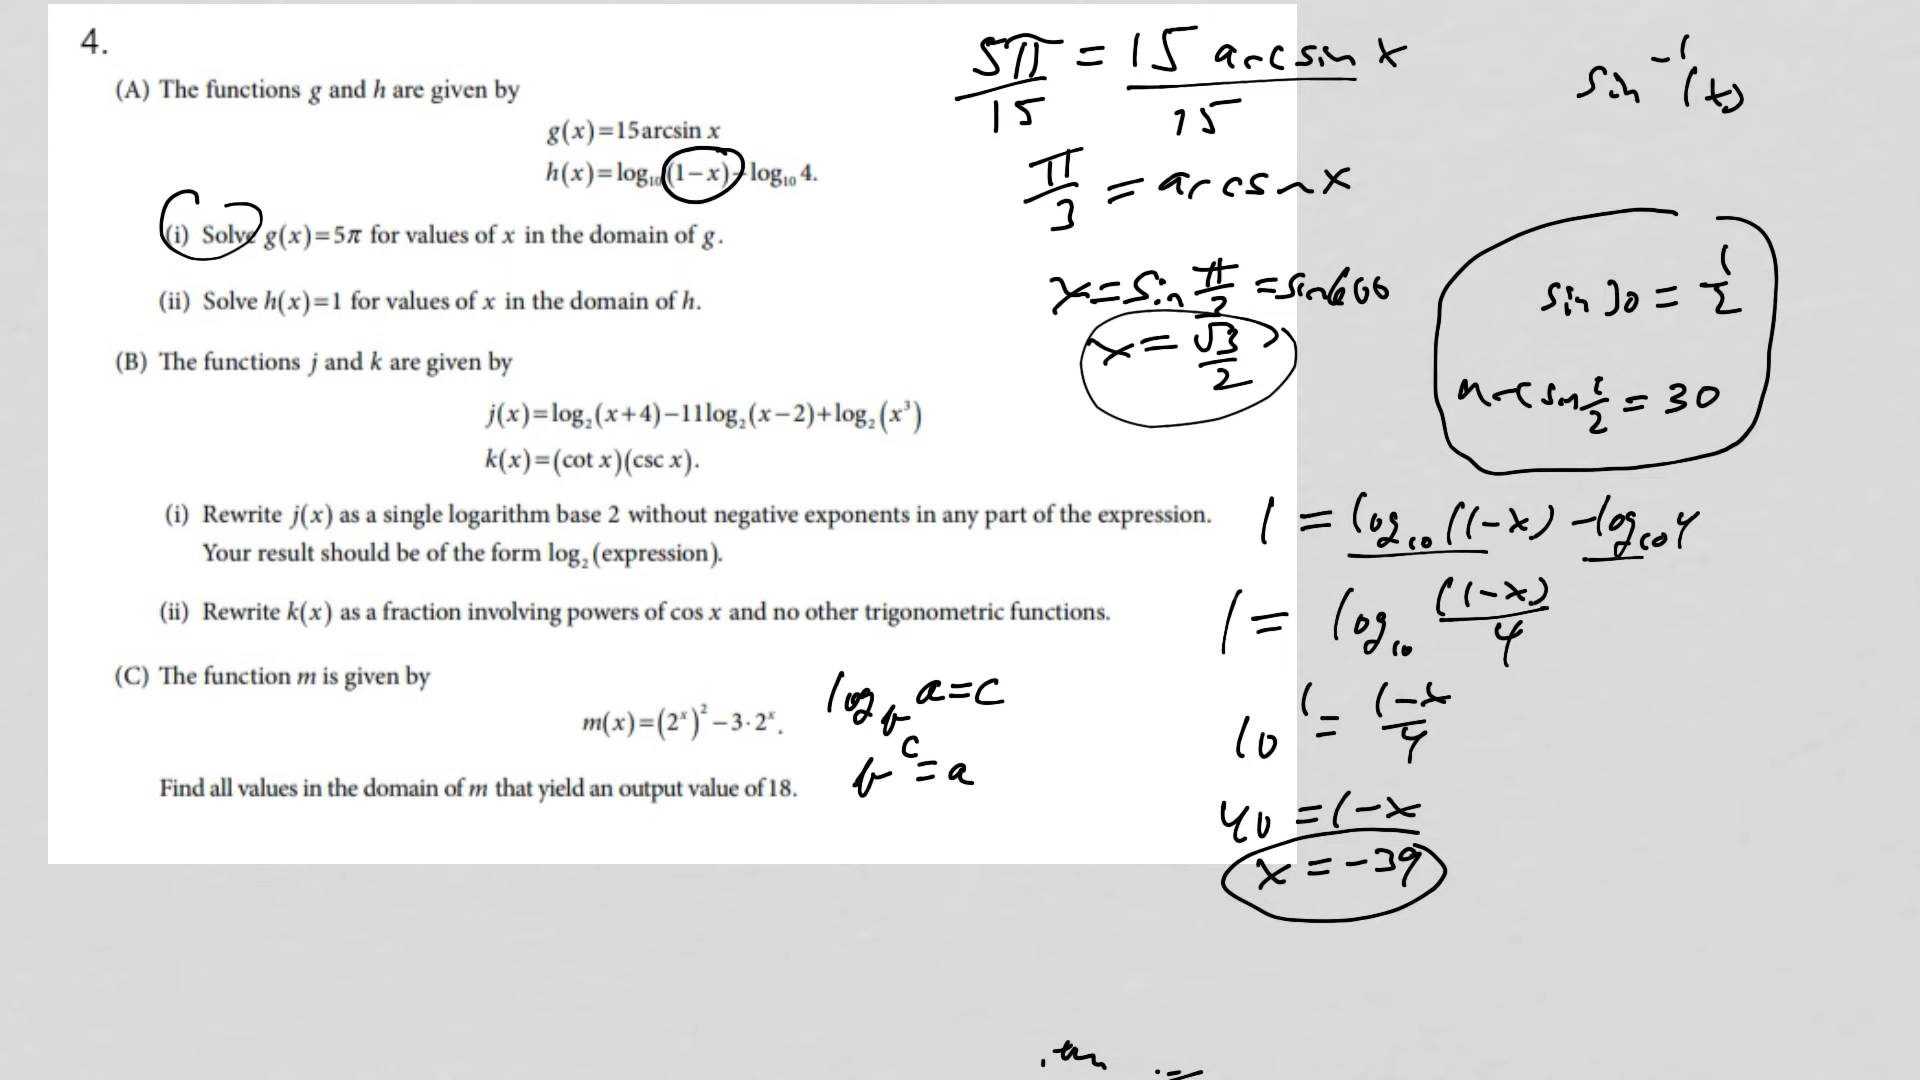 4.
(A) The functions g and h are given by
g(x)=15arcsin x
h(x)=log₁₀(1−x)−log₁₀4.
(i) Solve g(x)=5π for values of x in the domain of g.
(ii) Solve h(x)=1 for values of x in the domain of h.
(B) The functions j and k are given by
j(x)=log₂(x+4)−11log₂(x−2)+log₂(x³)
k(x)=(cot x)(csc x).
(i) Rewrite j(x) as a single logarithm base 2 without negative exponents in any part of the expression.
Your result should be of the form log₂(expression).
(ii) Rewrite k(x) as a fraction involving powers of cos x and no other trigonometric functions.
(C) The function m is given by
m(x)=(2ˣ)²−3·2ˣ.
Find all values in the domain of m that yield an output value of 18.
log_b a=c
b^c=a
5π/15 = 15 arcsin x/15
π/3 = arcsin x
x=sin π/3 =sin60
x=√3/2
sin⁻¹(x)
sin 30 = 1/2
arcsin 1/2 = 30
1 = log₁₀(1−x) −log₁₀4
1= log₁₀ (1−x)/4
10¹= 1−x/4
40 =1−x
x=−39